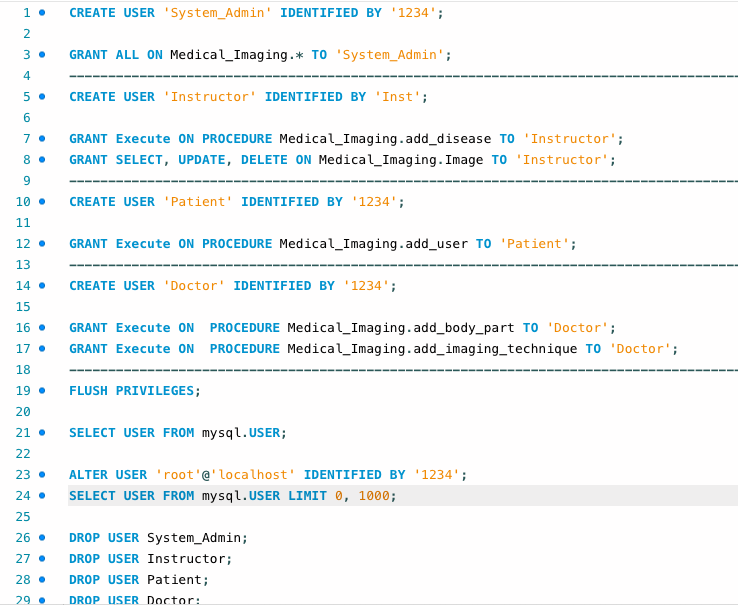 1 CREATE USER 'System_Admin' IDENTIFIED BY '1234';
2
3 GRANT ALL ON Medical_Imaging.* TO 'System_Admin';
4 --------------------------------------------------------------------------------
5 CREATE USER 'Instructor' IDENTIFIED BY 'Inst';
6
7 GRANT Execute ON PROCEDURE Medical_Imaging.add_disease TO 'Instructor';
8 GRANT SELECT, UPDATE, DELETE ON Medical_Imaging.Image TO 'Instructor';
9 --------------------------------------------------------------------------------
10 CREATE USER 'Patient' IDENTIFIED BY '1234';
11
12 GRANT Execute ON PROCEDURE Medical_Imaging.add_user TO 'Patient';
13 --------------------------------------------------------------------------------
14 CREATE USER 'Doctor' IDENTIFIED BY '1234';
15
16 GRANT Execute ON  PROCEDURE Medical_Imaging.add_body_part TO 'Doctor';
17 GRANT Execute ON  PROCEDURE Medical_Imaging.add_imaging_technique TO 'Doctor';
18 --------------------------------------------------------------------------------
19 FLUSH PRIVILEGES;
20
21 SELECT USER FROM mysql.USER;
22
23 ALTER USER 'root'@'localhost' IDENTIFIED BY '1234';
24 SELECT USER FROM mysql.USER LIMIT 0, 1000;
25
26 DROP USER System_Admin;
27 DROP USER Instructor;
28 DROP USER Patient;
29 DROP USER Doctor;